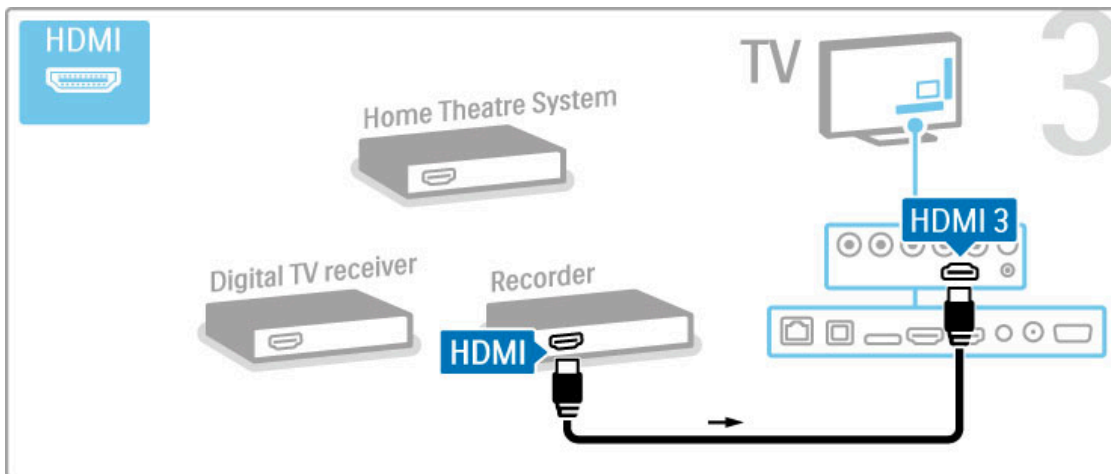 HDMI
TV
3
Home Theatre System
HDMI 3
Digital TV receiver
Recorder
HDMI